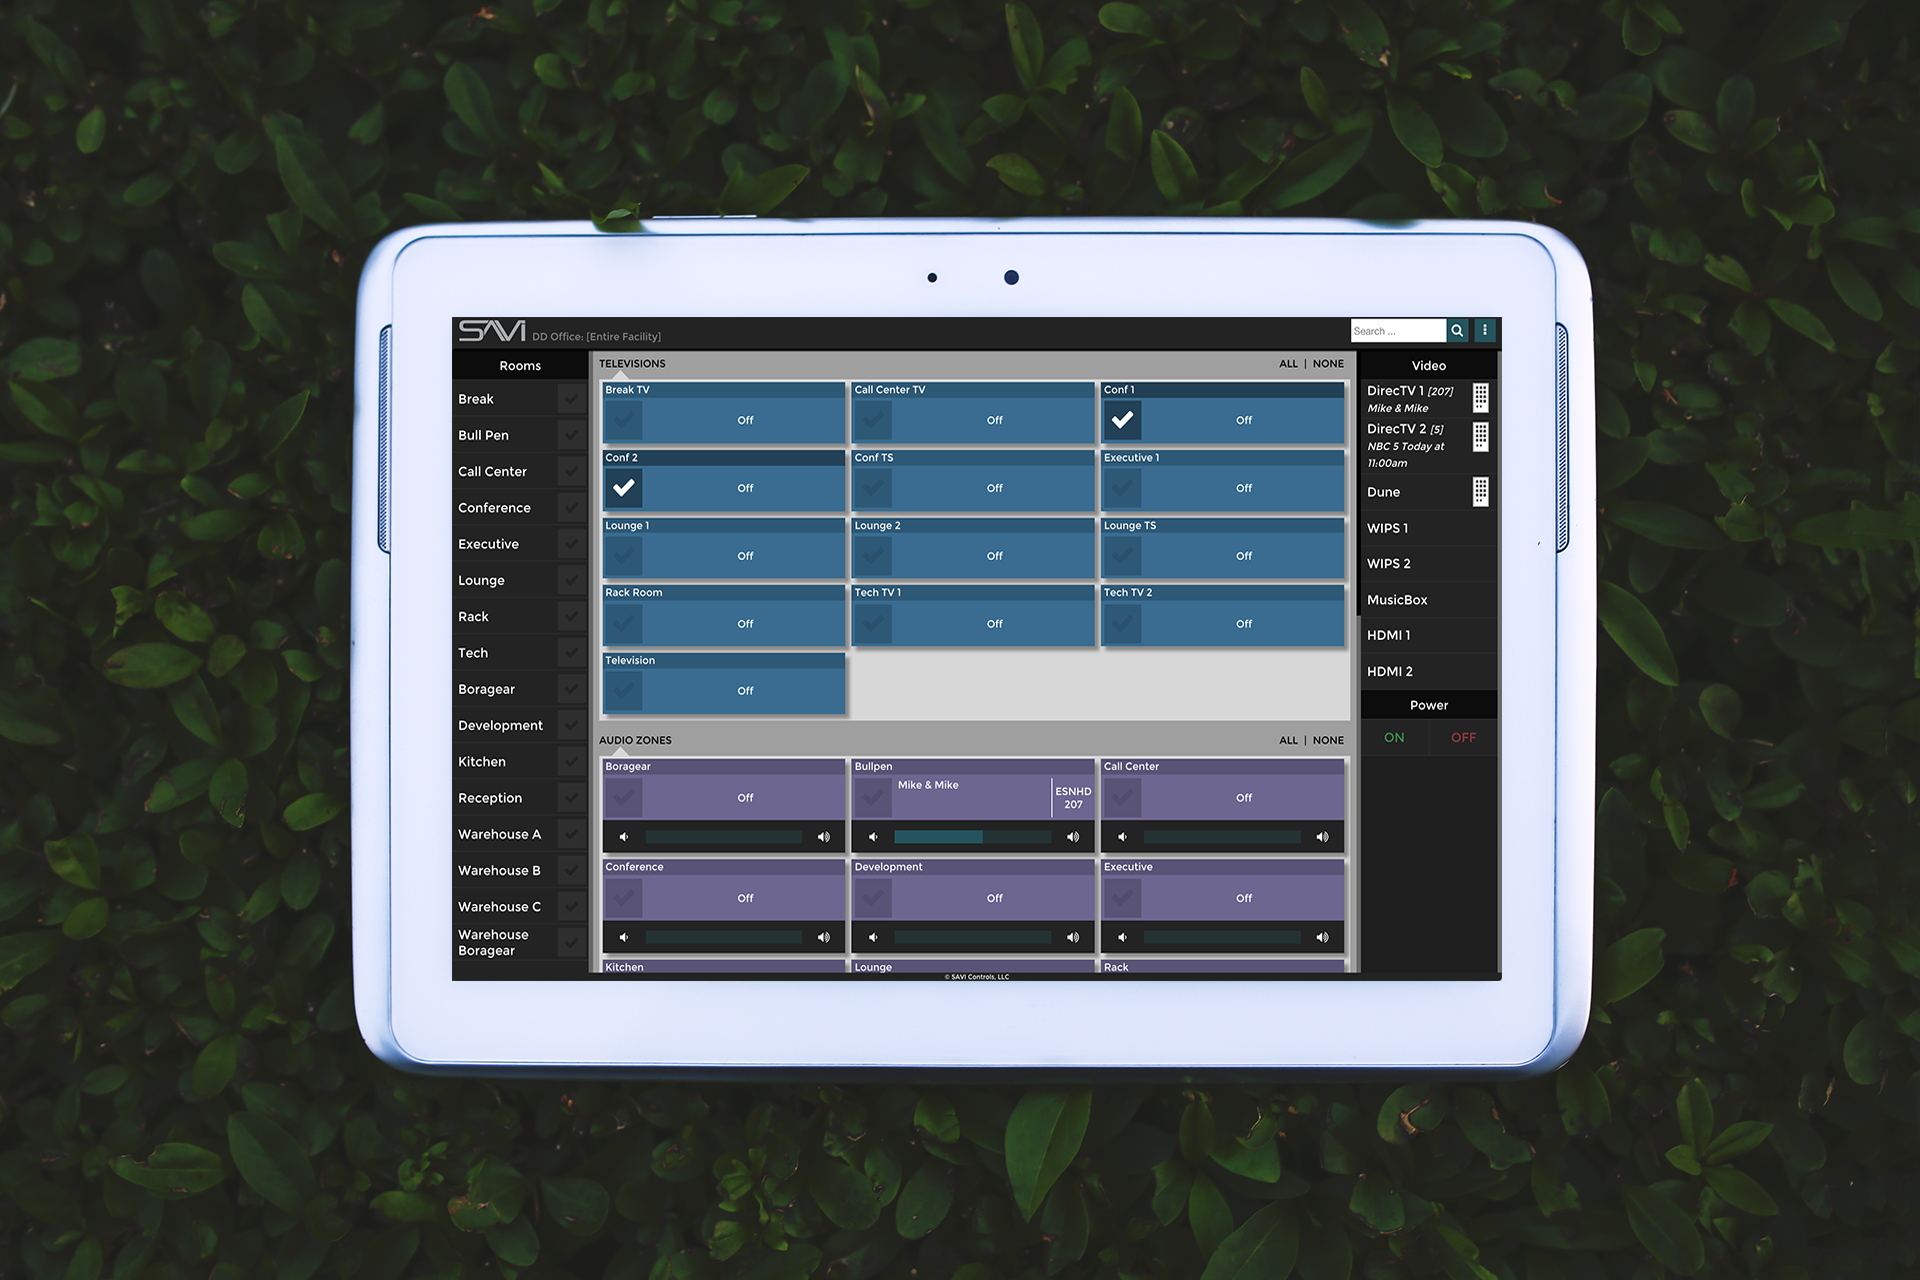 SAVI DD Office: [Entire Facility]
Search ...
Rooms
Break
Bull Pen
Call Center
Conference
Executive
Lounge
Rack
Tech
Boragear
Development
Kitchen
Reception
Warehouse A
Warehouse B
Warehouse C
Warehouse
Boragear
TELEVISIONS
ALL | NONE
Break TV
Off
Call Center TV
Off
Conf 1
Off
Conf 2
Off
Conf TS
Off
Executive 1
Off
Lounge 1
Off
Lounge 2
Off
Lounge TS
Off
Rack Room
Off
Tech TV 1
Off
Tech TV 2
Off
Television
Off
AUDIO ZONES
ALL | NONE
Boragear
Off
Bullpen
Mike & Mike
ESNHD
207
Call Center
Off
Conference
Off
Development
Off
Executive
Off
Kitchen
Lounge
Rack
Video
DirecTV 1 [207]
Mike & Mike
DirecTV 2 [5]
NBC 5 Today at
11:00am
Dune
WIPS 1
WIPS 2
MusicBox
HDMI 1
HDMI 2
Power
ON
OFF
© SAVI Controls, LLC